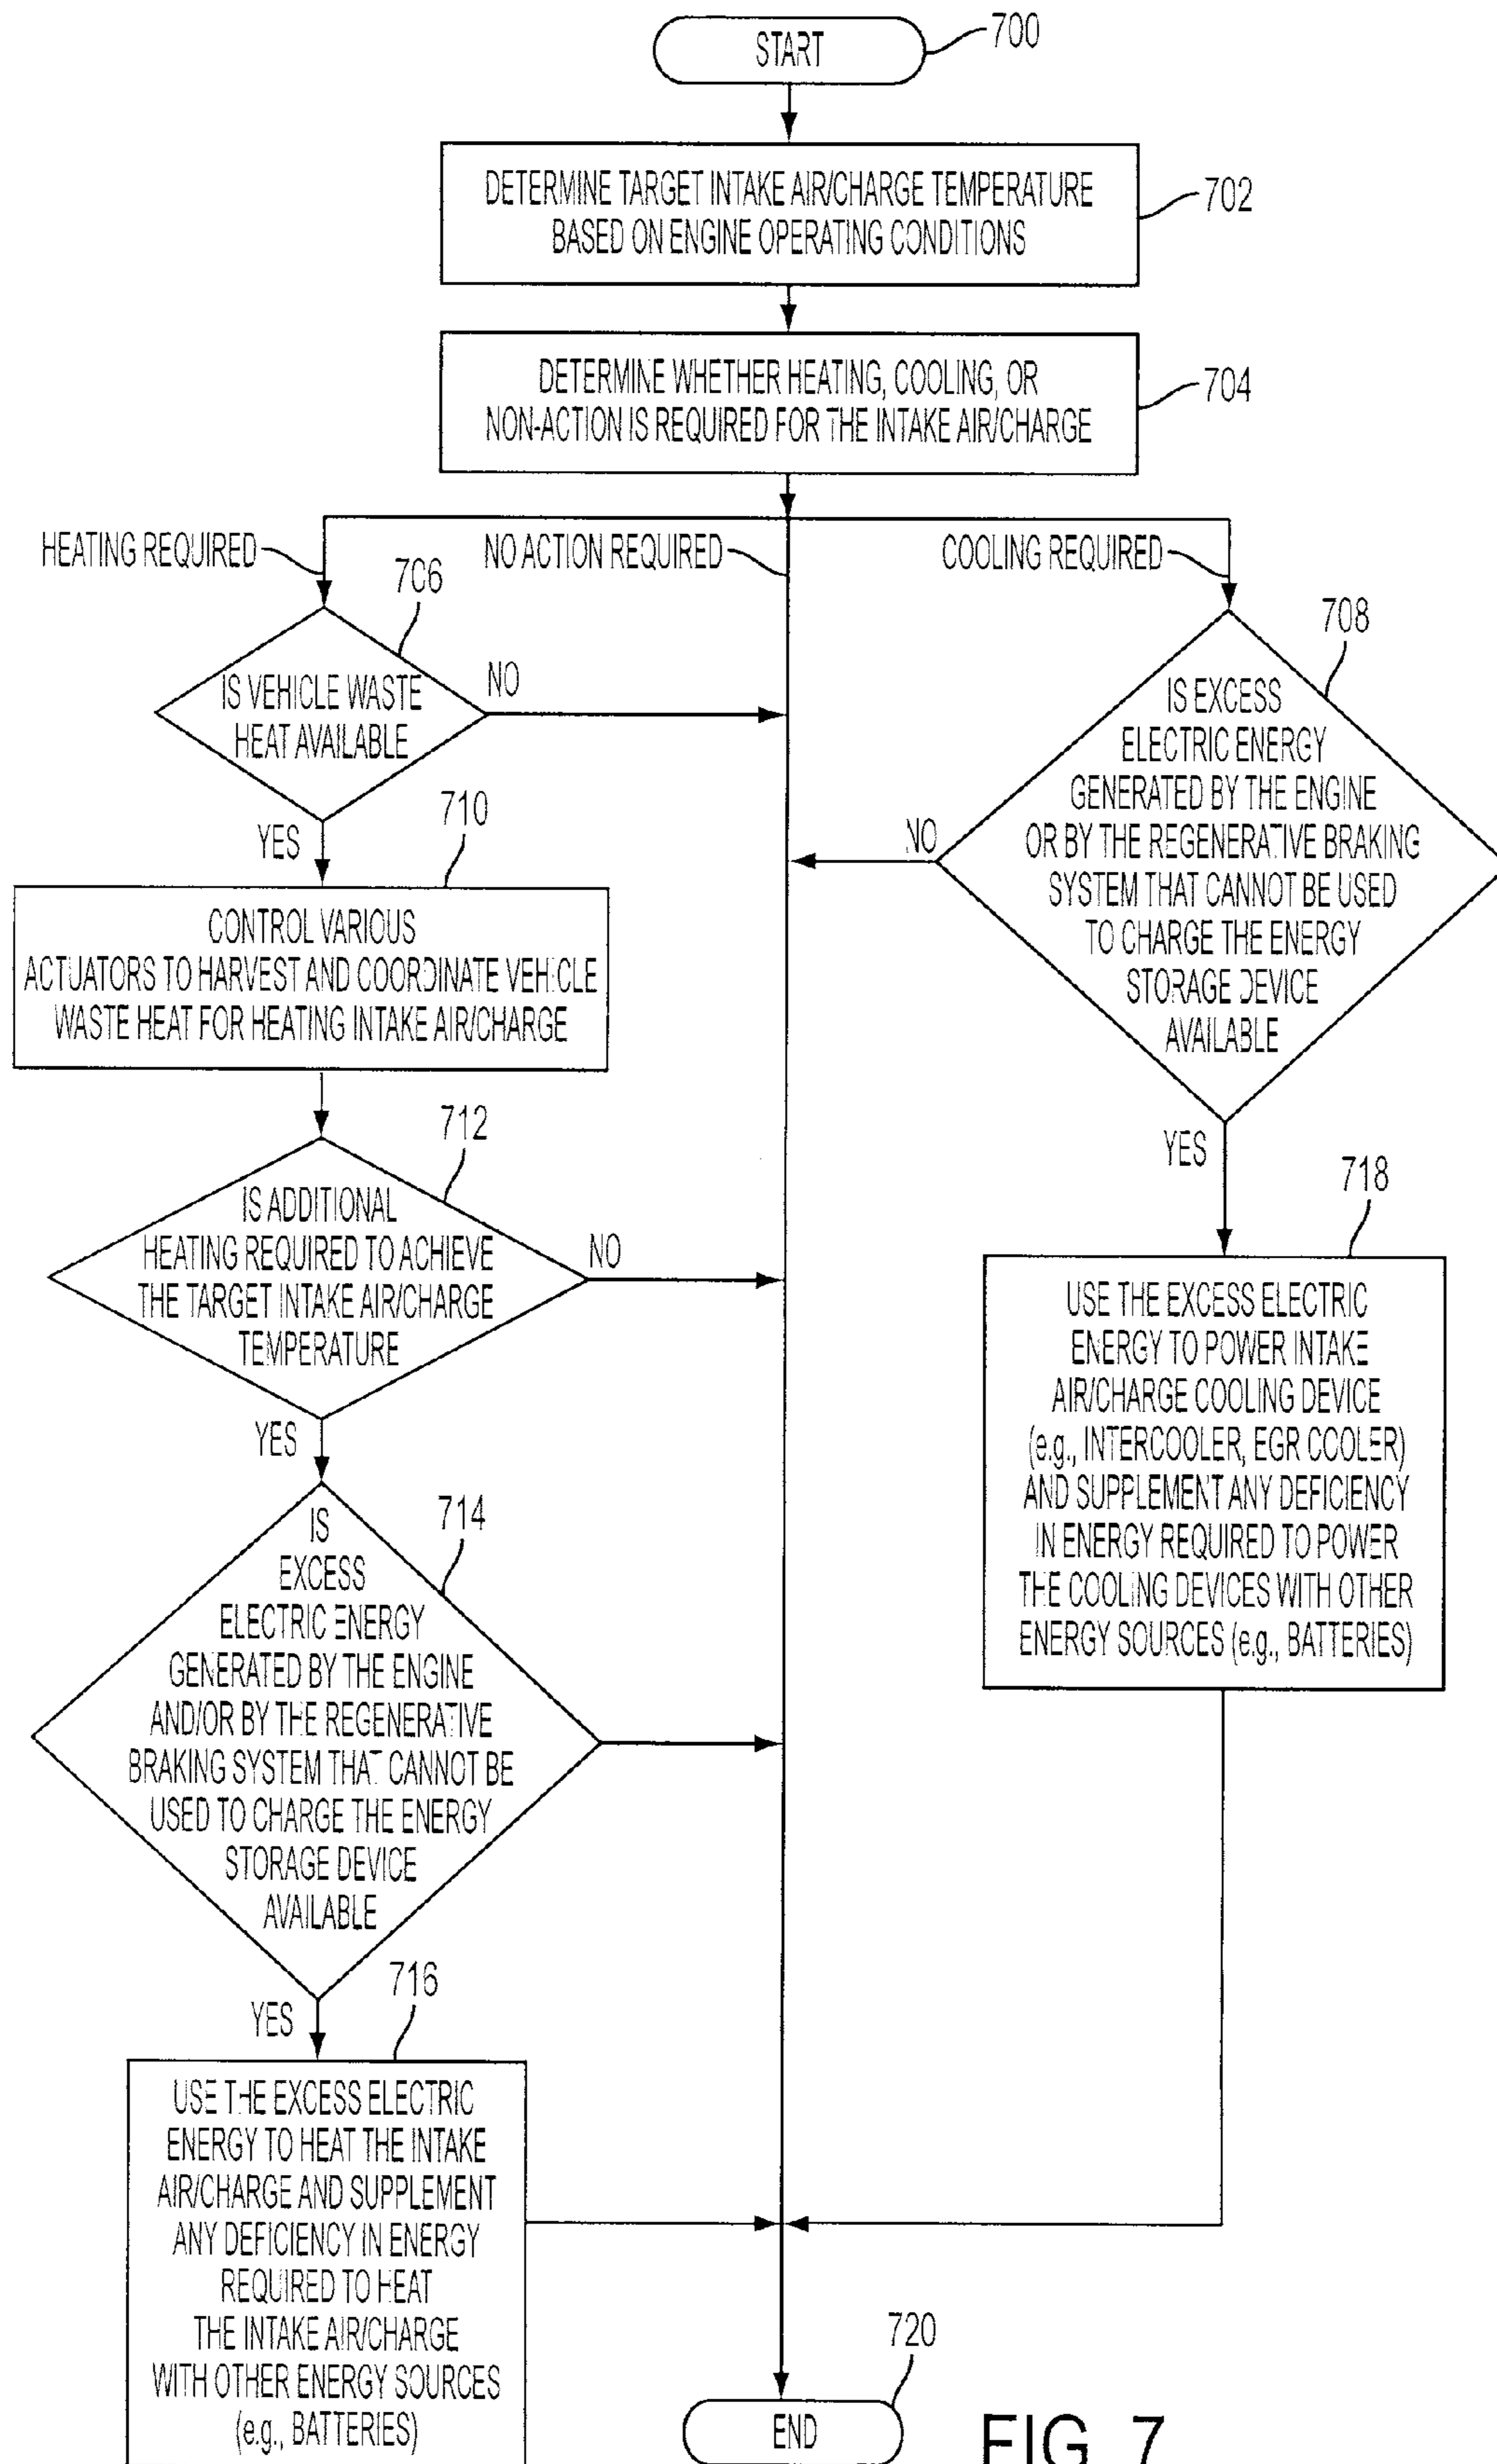 START
700
DETERMINE TARGET INTAKE AIR/CHARGE TEMPERATURE
BASED ON ENGINE OPERATING CONDITIONS
702
DETERMINE WHETHER HEATING, COOLING, OR
NON-ACTION IS REQUIRED FOR THE INTAKE AIR/CHARGE
704
HEATING REQUIRED
NO ACTION REQUIRED
COOLING REQUIRED
706
IS VEHICLE WASTE
HEAT AVAILABLE
NO
YES
708
IS EXCESS
ELECTRIC ENERGY
GENERATED BY THE ENGINE
OR BY THE REGENERATIVE BRAKING
SYSTEM THAT CANNOT BE USED
TO CHARGE THE ENERGY
STORAGE DEVICE
AVAILABLE
NO
YES
710
CONTROL VARIOUS
ACTUATORS TO HARVEST AND COORDINATE VEHICLE
WASTE HEAT FOR HEATING INTAKE AIR/CHARGE
712
IS ADDITIONAL
HEATING REQUIRED TO ACHIEVE
THE TARGET INTAKE AIR/CHARGE
TEMPERATURE
NO
YES
718
USE THE EXCESS ELECTRIC
ENERGY TO POWER INTAKE
AIR/CHARGE COOLING DEVICE
(e.g., INTERCOOLER, EGR COOLER)
AND SUPPLEMENT ANY DEFICIENCY
IN ENERGY REQUIRED TO POWER
THE COOLING DEVICES WITH OTHER
ENERGY SOURCES (e.g., BATTERIES)
714
IS
EXCESS
ELECTRIC ENERGY
GENERATED BY THE ENGINE
AND/OR BY THE REGENERATIVE
BRAKING SYSTEM THAT CANNOT BE
USED TO CHARGE THE ENERGY
STORAGE DEVICE
AVAILABLE
YES
716
USE THE EXCESS ELECTRIC
ENERGY TO HEAT THE INTAKE
AIR/CHARGE AND SUPPLEMENT
ANY DEFICIENCY IN ENERGY
REQUIRED TO HEAT
THE INTAKE AIR/CHARGE
WITH OTHER ENERGY SOURCES
(e.g., BATTERIES)
720
END
FIG. 7